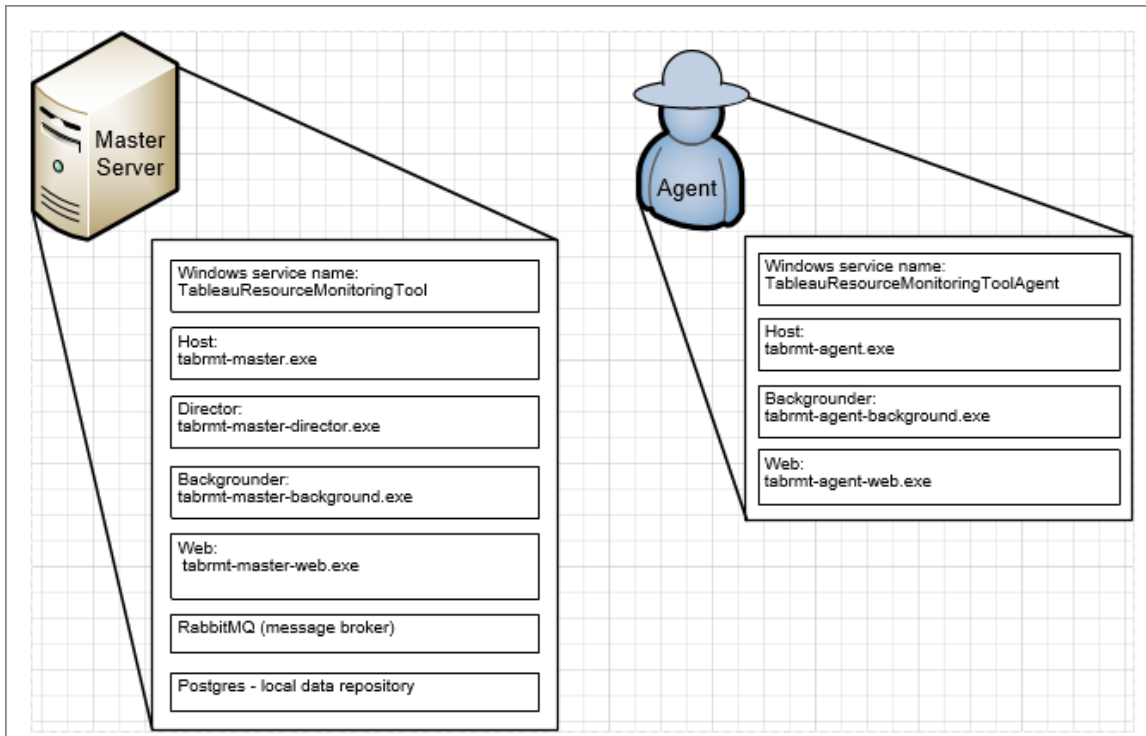 Master
Server
Windows service name:
TableauResourceMonitoringTool
Host:
tabrmt-master.exe
Director:
tabrmt-master-director.exe
Backgrounder:
tabrmt-master-background.exe
Web:
tabrmt-master-web.exe
RabbitMQ (message broker)
Postgres - local data repository
Agent
Windows service name:
TableauResourceMonitoringToolAgent
Host:
tabrmt-agent.exe
Backgrounder:
tabrmt-agent-background.exe
Web:
tabrmt-agent-web.exe